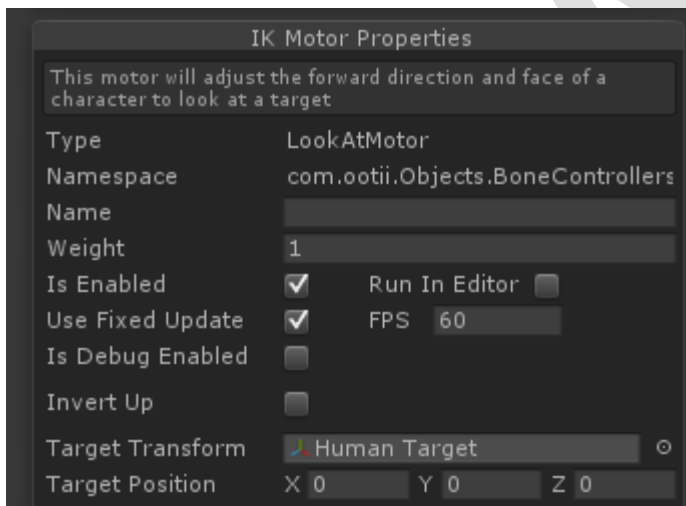 IK Motor Properties
This motor will adjust the forward direction and face of a
character to look at a target
Type LookAtMotor
Namespace com.ootii.Objects.BoneControllers
Name
Weight 1
Is Enabled Run In Editor
Use Fixed Update FPS 60
Is Debug Enabled
Invert Up
Target Transform Human Target
Target Position X 0 Y 0 Z 0